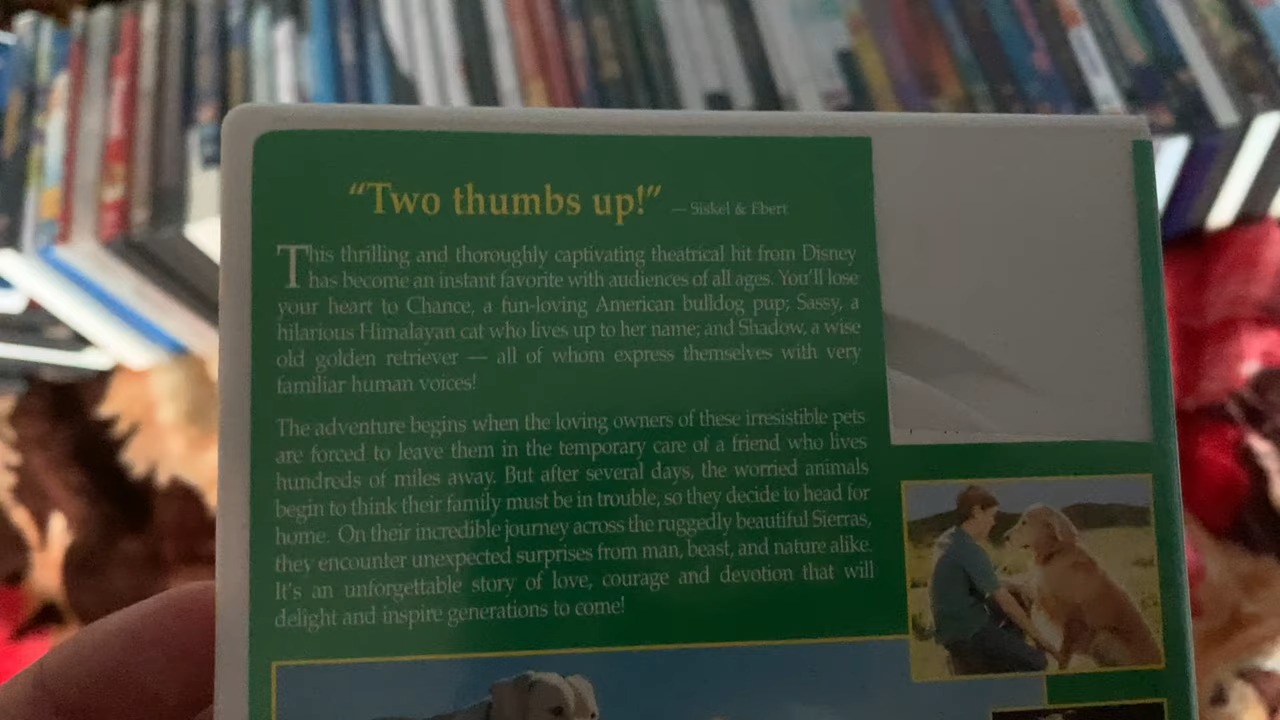 “Two thumbs up!” — Siskel & Ebert
This thrilling and thoroughly captivating theatrical hit from Disney
has become an instant favorite with audiences of all ages. You'll lose
your heart to Chance, a fun-loving American bulldog pup; Sassy, a
hilarious Himalayan cat who lives up to her name; and Shadow, a wise
old golden retriever — all of whom express themselves with very
familiar human voices!
The adventure begins when the loving owners of these irresistible pets
are forced to leave them in the temporary care of a friend who lives
hundreds of miles away. But after several days, the worried animals
begin to think their family must be in trouble, so they decide to head for
home. On their incredible journey across the ruggedly beautiful Sierras,
they encounter unexpected surprises from man, beast, and nature alike.
It's an unforgettable story of love, courage and devotion that will
delight and inspire generations to come!